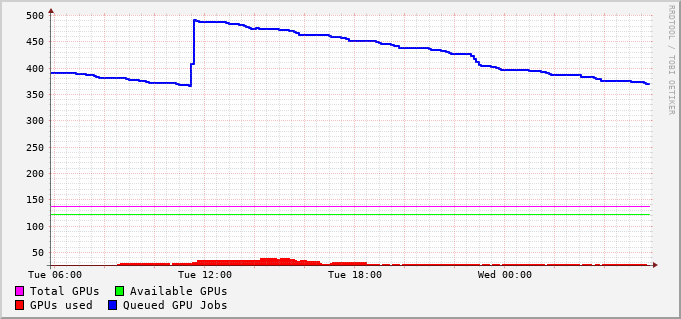 500
450
400
350
300
250
200
150
100
50
Tue 06:00 Tue 12:00 Tue 18:00 Wed 00:00
Total GPUs Available GPUs
GPUs used Queued GPU Jobs
RRDTOOL / TOBI OETIKER